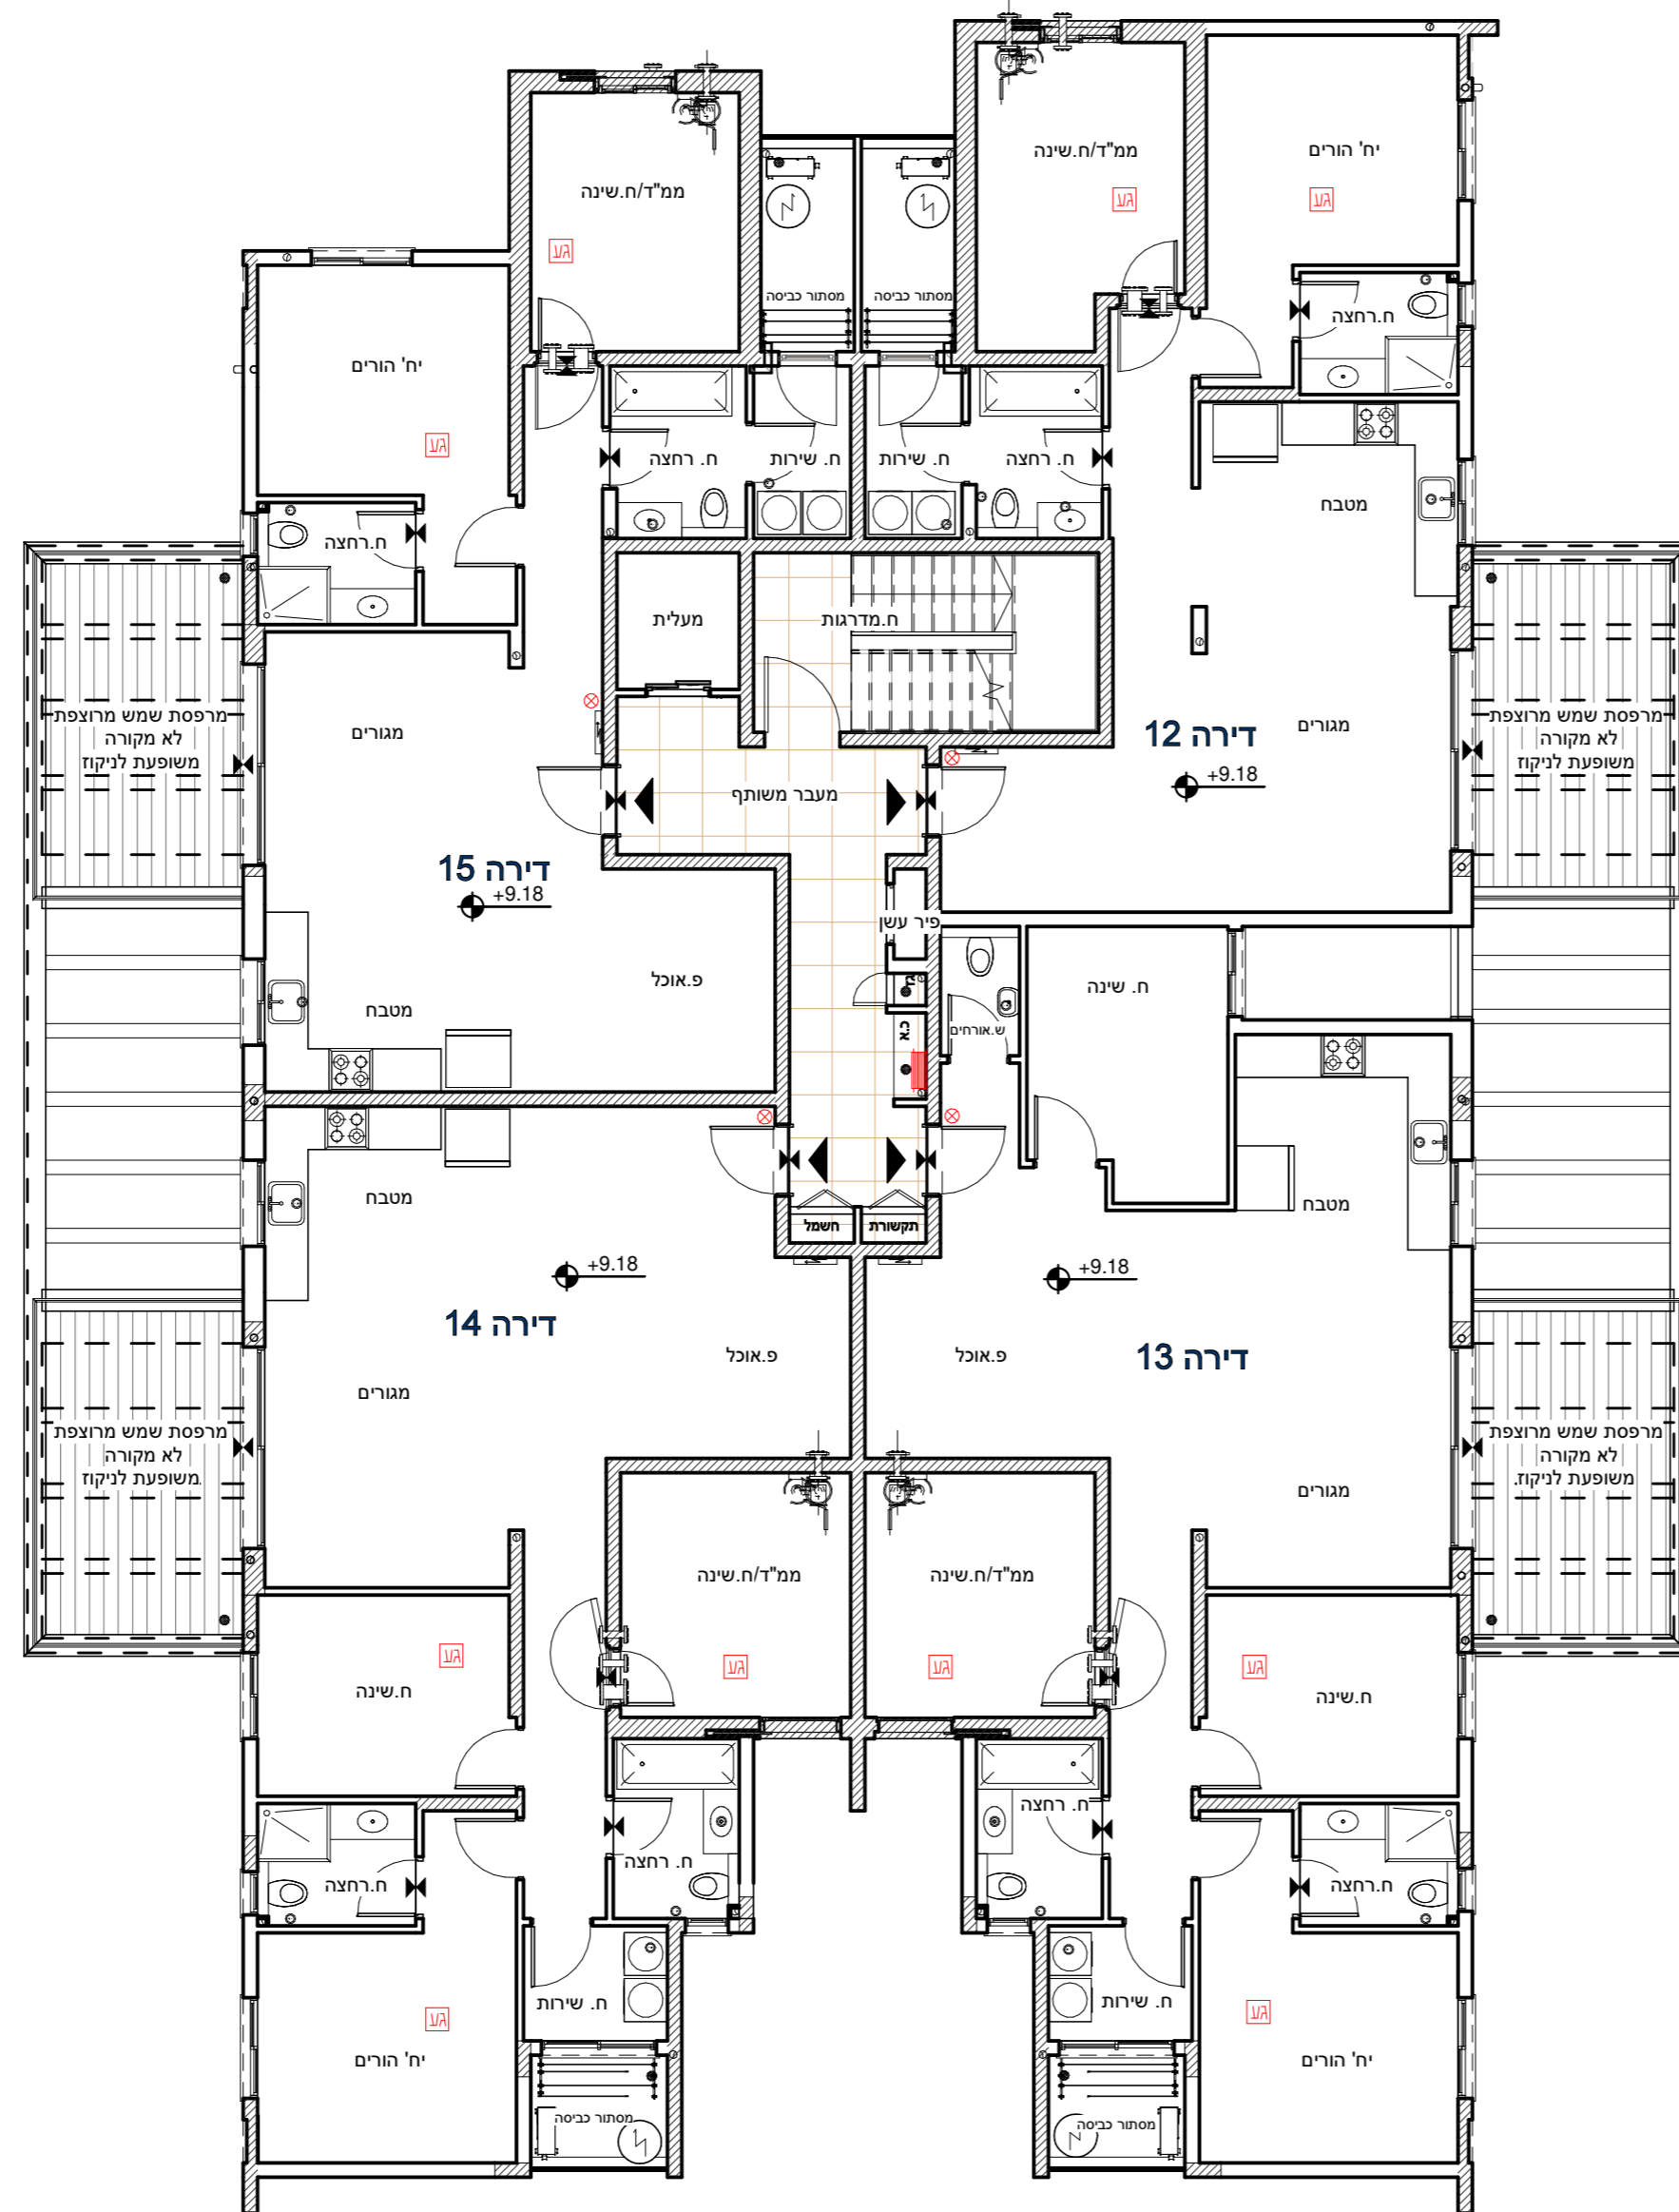 ממ"ד/ח.שינה
יח' הורים
גע
גע
ממ"ד/ח.שינה
גע
מסתור כביסה
מסתור כביסה
ח.רחצה
יח' הורים
גע
ח. רחצה
ח. שירות
ח. שירות
ח. רחצה
מטבח
ח.רחצה
מעלית
ח.מדרגות
מרפסת שמש מרוצפת
לא מקורה
משופעת לניקוז
מגורים
דירה 12
+9.18
מגורים
מרפסת שמש מרוצפת
לא מקורה
משופעת לניקוז
מעבר משותף
דירה 15
+9.18
פיר עשן
פ.אוכל
מטבח
גז
כ.א
ש.אורחים
ח. שינה
מטבח
מטבח
חשמל
תקשורת
+9.18
+9.18
דירה 14
דירה 13
פ.אוכל
פ.אוכל
מגורים
מרפסת שמש מרוצפת
לא מקורה
משופעת לניקוז
מגורים
מרפסת שמש מרוצפת
לא מקורה
משופעת לניקוז.
ממ"ד/ח.שינה
ממ"ד/ח.שינה
גע
גע
גע
גע
ח.שינה
ח.שינה
ח. רחצה
ח. רחצה
ח.רחצה
ח.רחצה
ח. שירות
ח. שירות
גע
גע
יח' הורים
יח' הורים
מסתור כביסה
מסתור כביסה